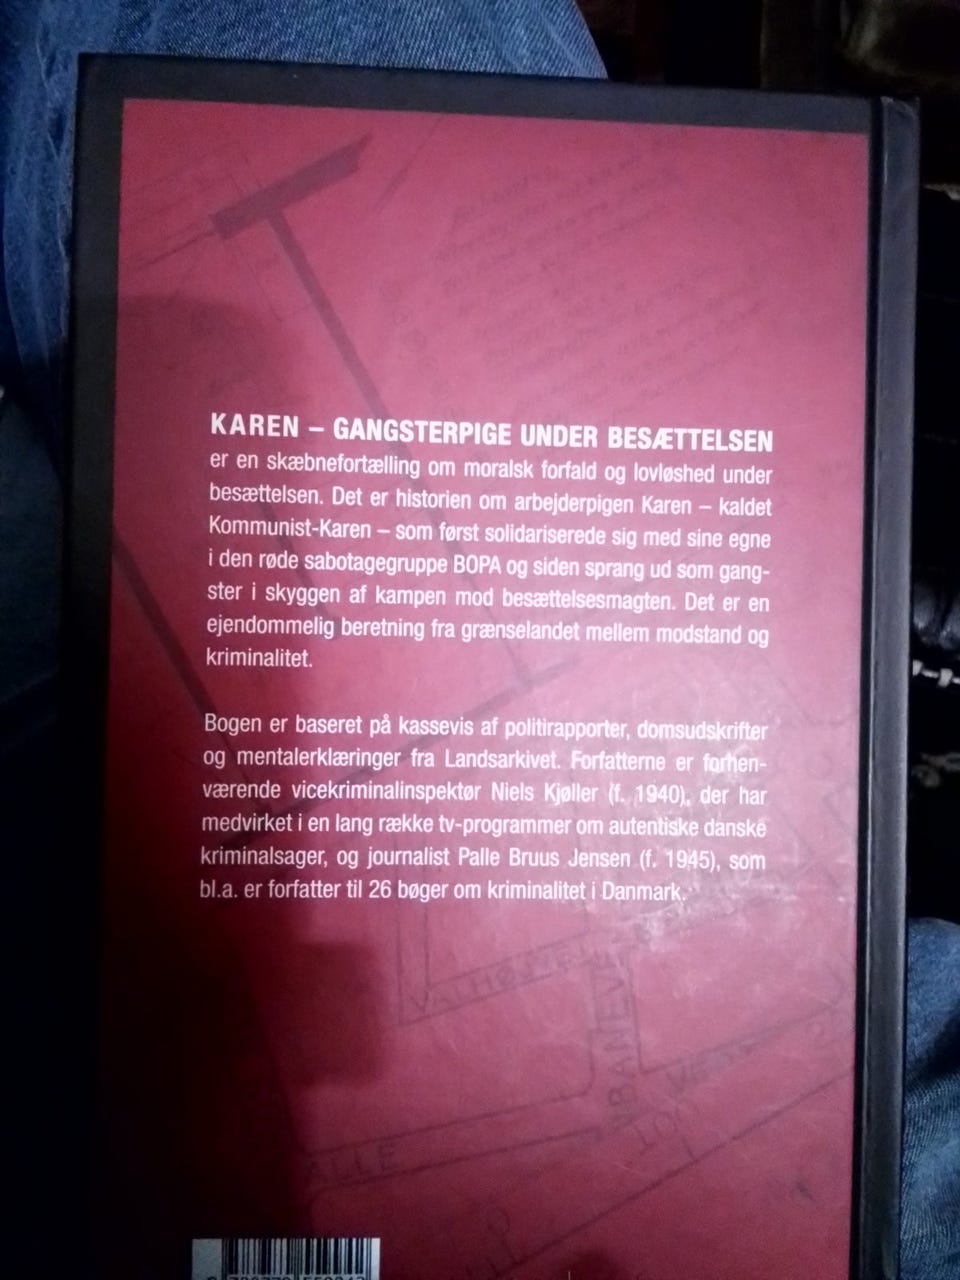 KAREN – GANGSTERPIGE UNDER BESÆTTELSEN
er en skæbnefortælling om moralsk forfald og lovløshed under
besættelsen. Det er historien om arbejderpigen Karen – kaldet
Kommunist-Karen – som først solidariserede sig med sine egne
i den røde sabotagegruppe BOPA og siden sprang ud som gang-
ster i skyggen af kampen mod besættelsesmagten. Det er en
ejendommelig beretning fra grænselandet mellem modstand og
kriminalitet.
Bogen er baseret på kassevis af politirapporter, domsudskrifter
og mentalerklæringer fra Landsarkivet. Forfatterne er forhen-
værende vicekriminalinspektør Niels Kjøller (f. 1940), der har
medvirket i en lang række tv-programmer om autentiske danske
kriminalsager, og journalist Palle Bruus Jensen (f. 1945), som
bl.a. er forfatter til 26 bøger om kriminalitet i Danmark.
ALLE